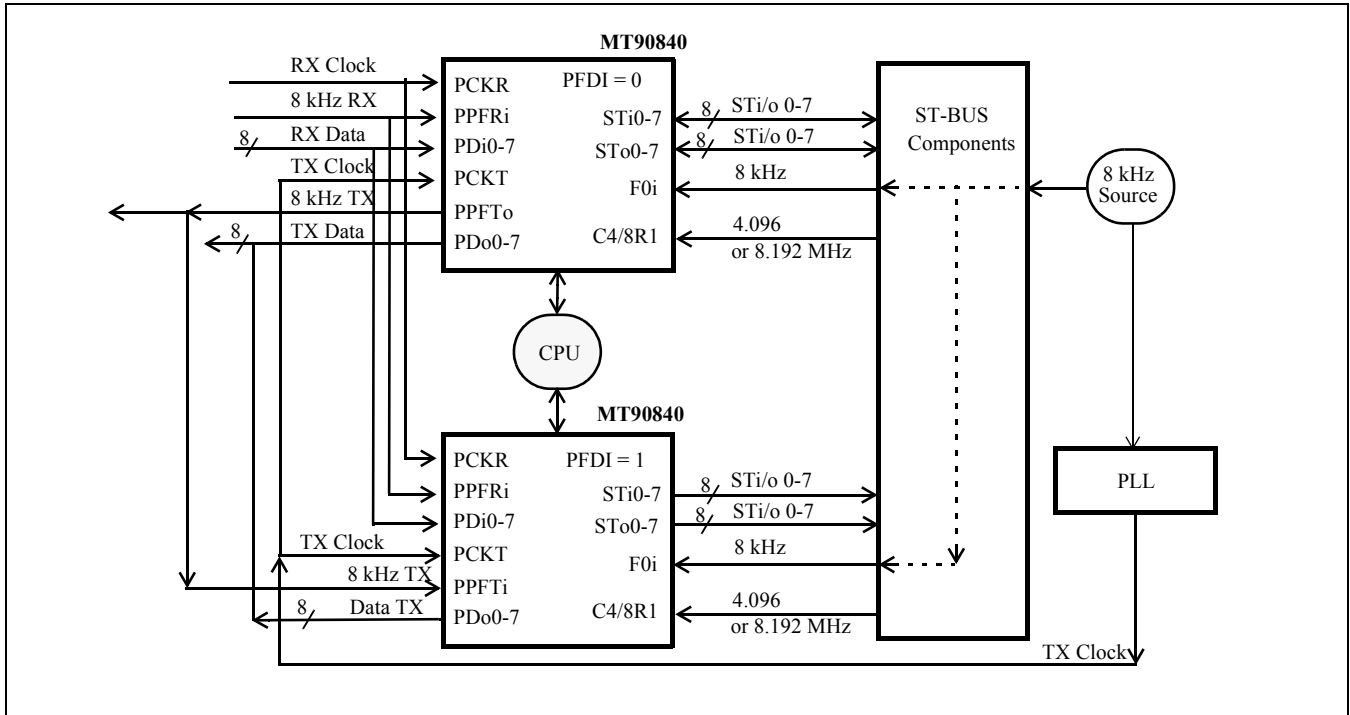 MT90840
RX Clock
8 kHz RX
8
RX Data
TX Clock
8 kHz TX
8
TX Data
PCKR
PFDI = 0
PPFRi
PDi0-7
PCKT
PPFTo
PDo0-7
STi0-7
STo0-7
F0i
C4/8R1
8
STi/o 0-7
8
STi/o 0-7
8 kHz
4.096
or 8.192 MHz
ST-BUS
Components
8 kHz
Source
CPU
MT90840
PCKR
PFDI = 1
PPFRi
PDi0-7
PCKT
PPFTi
PDo0-7
STi0-7
STo0-7
F0i
C4/8R1
TX Clock
8 kHz TX
8
Data TX
8
STi/o 0-7
8
STi/o 0-7
8 kHz
4.096
or 8.192 MHz
PLL
TX Clock